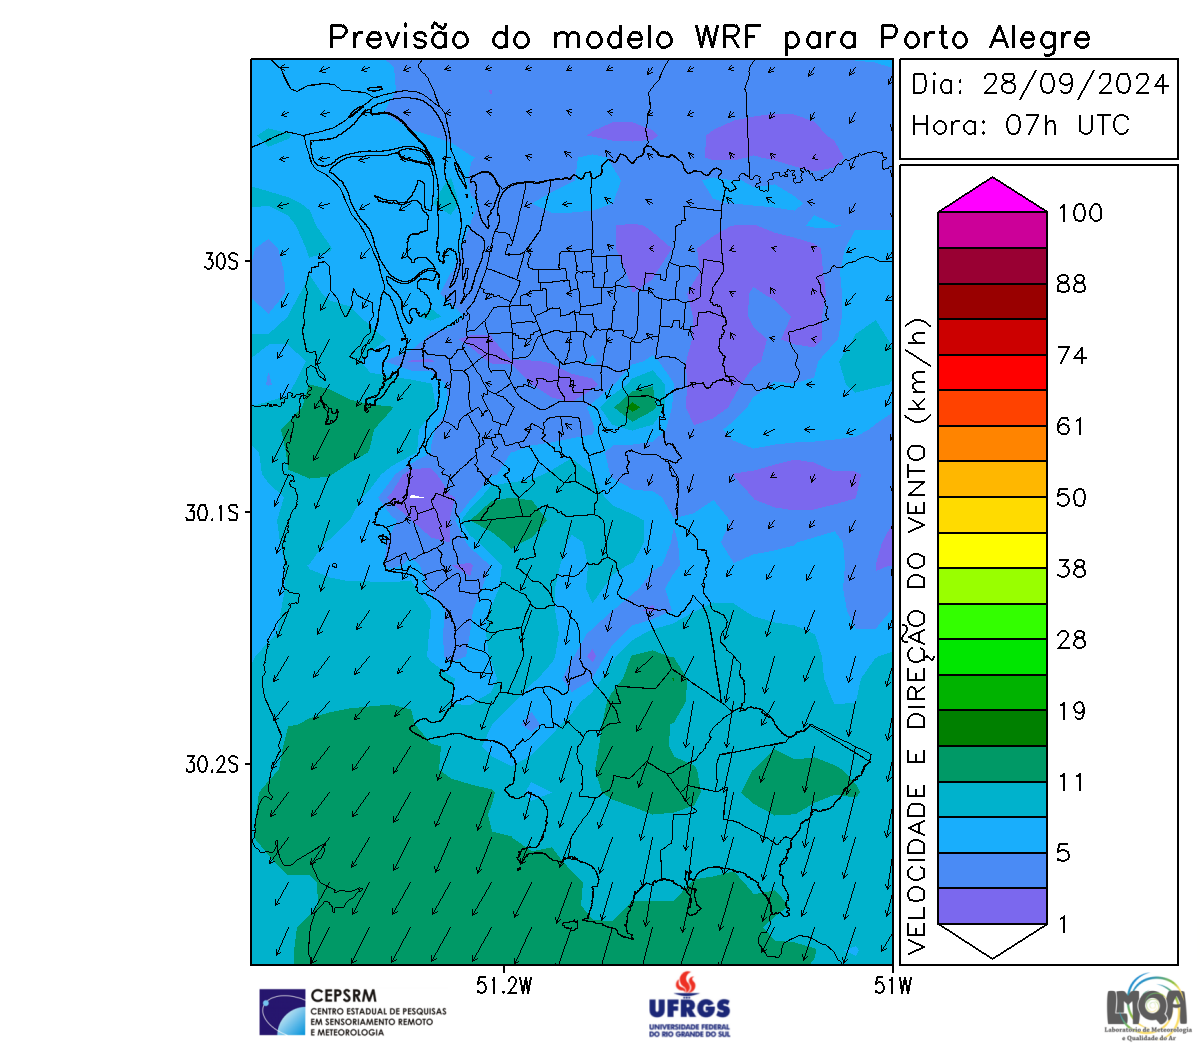 Previsão do modelo WRF para Porto Alegre
Dia: 28/09/2024
Hora: 07h UTC
30S
30.1S
30.2S
51.2W
51W
VELOCIDADE E DIREÇÃO DO VENTO (km/h)
100
88
74
61
50
38
28
19
11
5
1
CEPSRM
CENTRO ESTADUAL DE PESQUISAS
EM SENSORIAMENTO REMOTO
E METEOROLOGIA
UFRGS
UNIVERSIDADE FEDERAL
DO RIO GRANDE DO SUL
LMQA
Laboratório de Meteorologia
e Qualidade do Ar